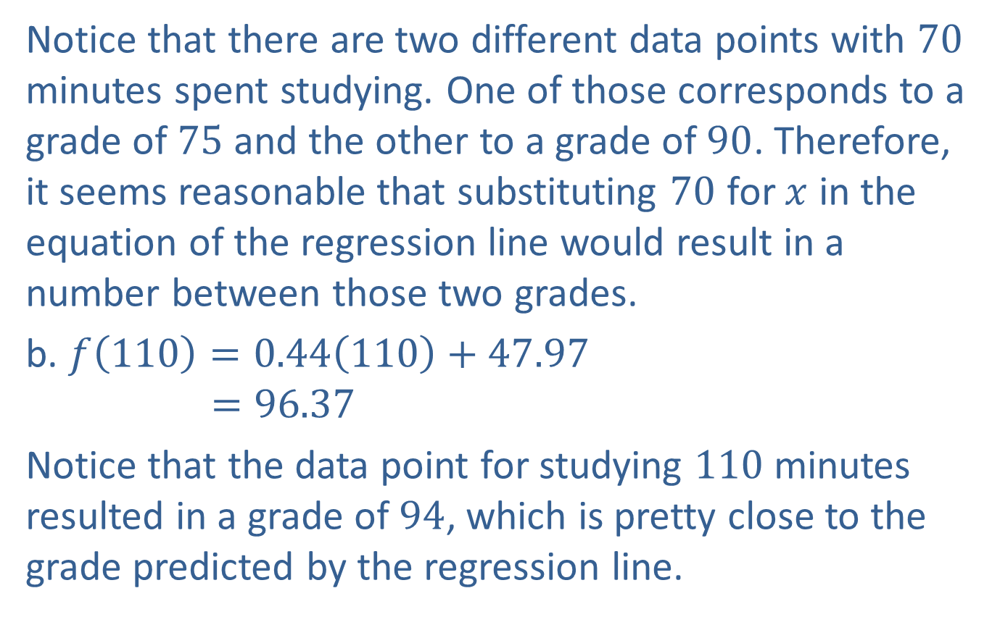 Notice that there are two different data points with 70
minutes spent studying. One of those corresponds to a
grade of 75 and the other to a grade of 90. Therefore,
it seems reasonable that substituting 70 for x in the
equation of the regression line would result in a
number between those two grades.
b. f(110) = 0.44(110) + 47.97
= 96.37
Notice that the data point for studying 110 minutes
resulted in a grade of 94, which is pretty close to the
grade predicted by the regression line.